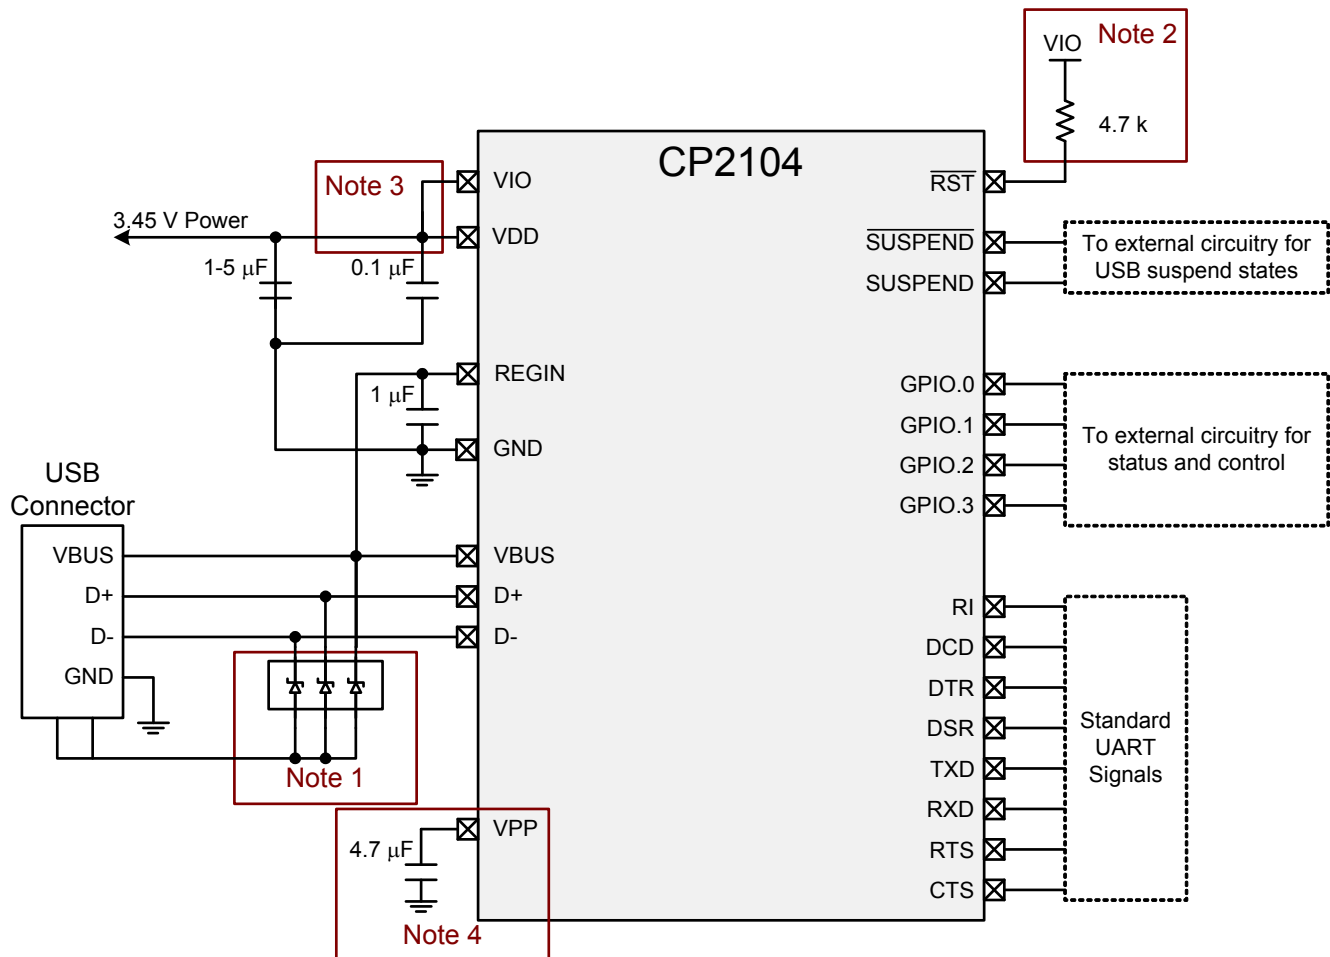 Note 2
VIO
4.7 k
CP2104
Note 3
VIO
RST
3.45 V Power
VDD
SUSPEND
To external circuitry for
USB suspend states
1-5 μF
0.1 μF
SUSPEND
REGIN
1 μF
GPIO.0
GPIO.1
To external circuitry for
status and control
GND
GPIO.2
GPIO.3
USB
Connector
VBUS
VBUS
D+
D+
D-
D-
GND
RI
DCD
DTR
DSR
TXD
RXD
RTS
CTS
Standard
UART
Signals
Note 1
VPP
4.7 μF
Note 4